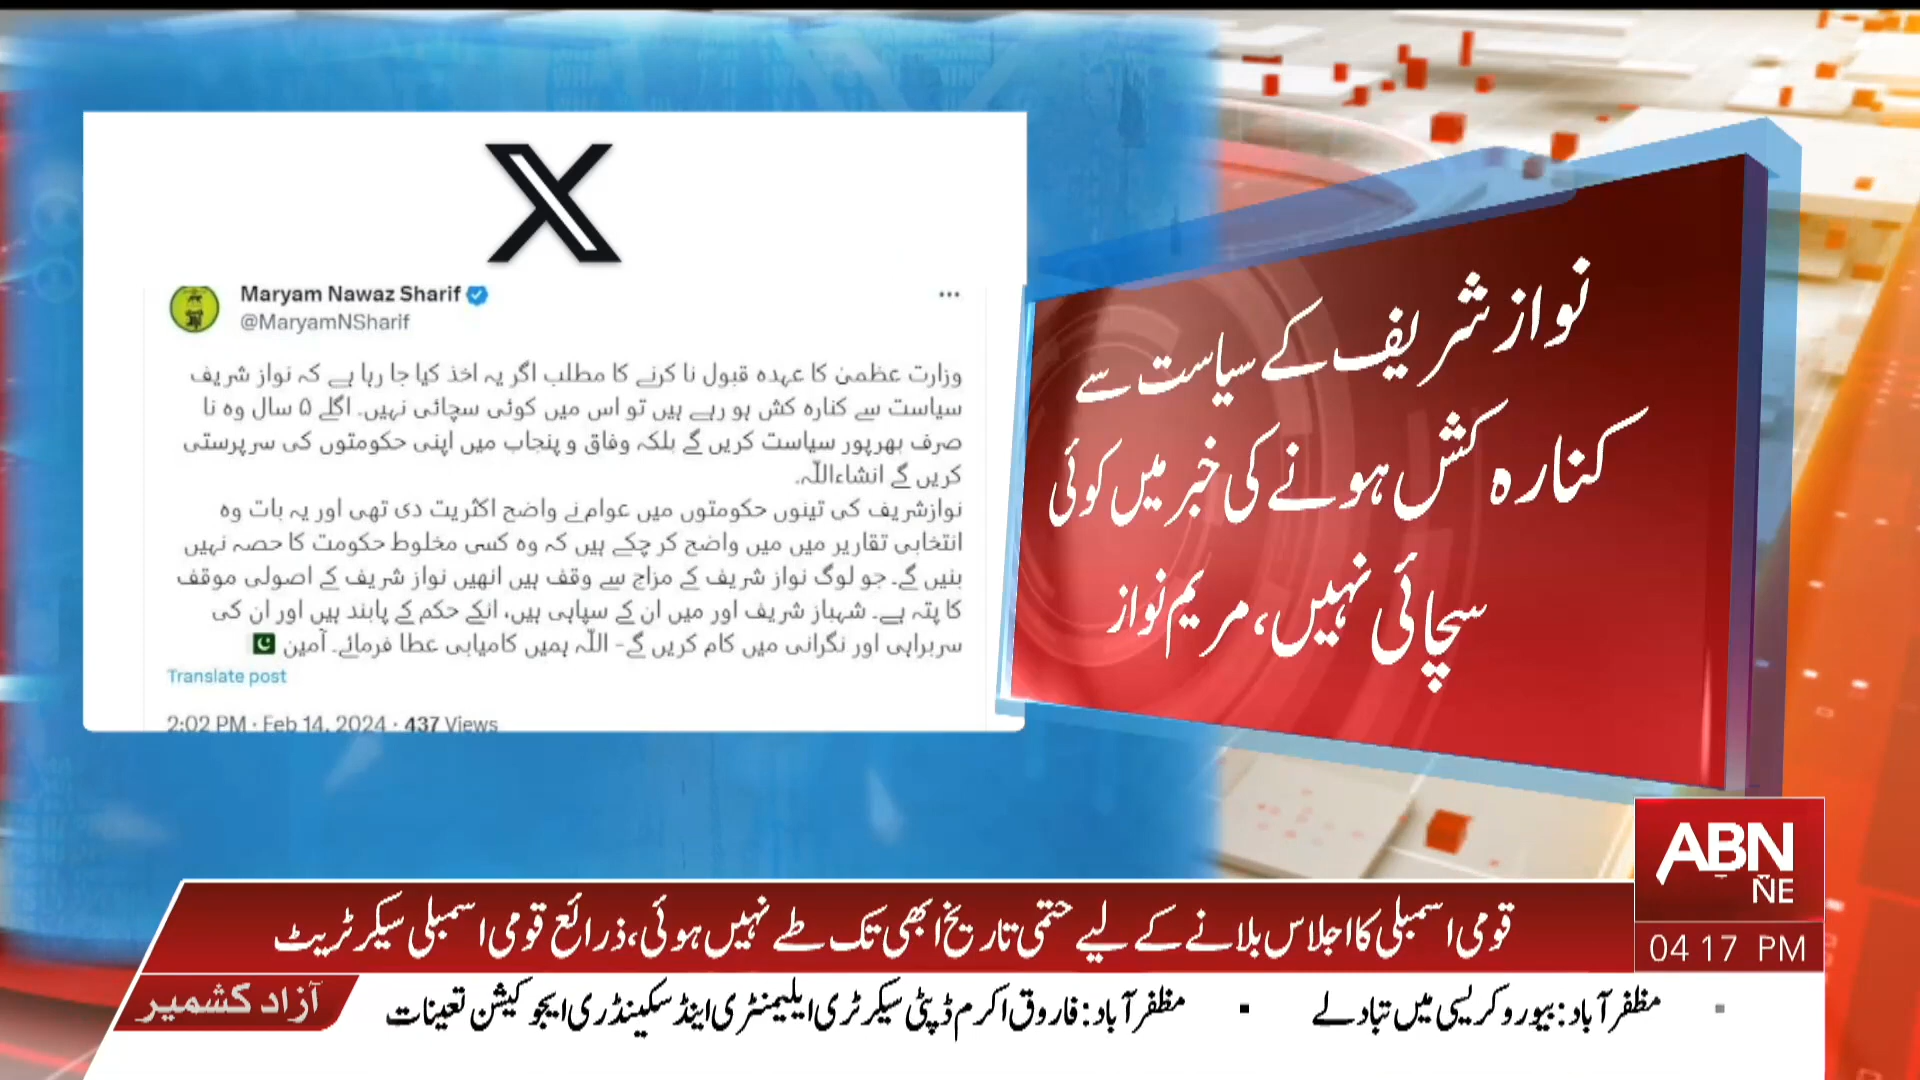 X
Maryam Nawaz Sharif
@MaryamNSharif
وزارت عظمیٰ کا عہدہ قبول نا کرنے کا مطلب اگر یہ اخذ کیا جا رہا ہے کہ نواز شریف
سیاست سے کنارہ کش ہو رہے ہیں تو اس میں کوئی سچائی نہیں۔ اگلے ۵ سال وہ نا
صرف بھرپور سیاست کریں گے بلکہ وفاق و پنجاب میں اپنی حکومتوں کی سرپرستی
کریں گے انشاءاللّہ۔
نوازشریف کی تینوں حکومتوں میں عوام نے واضح اکثریت دی تھی اور یہ بات وہ
انتخابی تقاریر میں میں واضح کر چکے ہیں کہ وہ کسی مخلوط حکومت کا حصہ نہیں
بنیں گے۔ جو لوگ نواز شریف کے مزاج سے وقف ہیں انھیں نواز شریف کے اصولی موقف
کا پتہ ہے۔ شہباز شریف اور میں ان کے سپاہی ہیں، انکے حکم کے پابند ہیں اور ان کی
سربراہی اور نگرانی میں کام کریں گے- اللّہ ہمیں کامیابی عطا فرمائے۔ آمین 🇵🇰
Translate post
2:02 PM · Feb 14, 2024 · 437 Views
نواز شریف کے سیاست سے
کنارہ کش ہونے کی خبر میں کوئی
سچائی نہیں، مریم نواز
ABN
NE
قومی اسمبلی کا اجلاس بلانے کے لیے حتمی تاریخ ابھی تک طے نہیں ہوئی، ذرائع قومی اسمبلی سیکرٹریٹ
04 17 PM
آزاد کشمیر
مظفر آباد: بیوروکریسی میں تبادلے ▪ مظفر آباد: فاروق اکرم ڈپٹی سیکرٹری ایلیمنٹری اینڈ سکینڈری ایجوکیشن تعینات